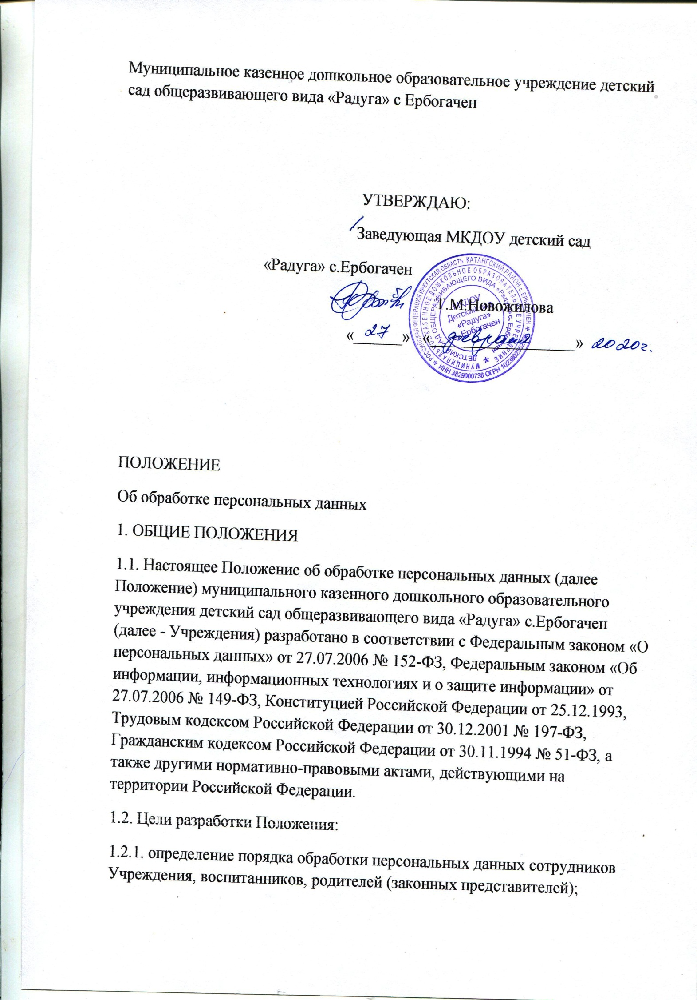 Муниципальное казенное дошкольное образовательное учреждение детский
сад общеразвивающего вида «Радуга» с Ербогачен
УТВЕРЖДАЮ:
Заведующая МКДОУ детский сад
«Радуга» с.Ербогачен
Г.М.Новожилова
«27» «февраля» 2020г.
РОССИЙСКАЯ ФЕДЕРАЦИЯ ИРКУТСКАЯ ОБЛАСТЬ КАТАНГСКИЙ РАЙОН с. ЕРБОГАЧЕН
ИНН 3829000738 ОГРН
МУНИЦИПАЛЬНОЕ КАЗЕННОЕ ДОШКОЛЬНОЕ ОБРАЗОВАТЕЛЬНОЕ УЧРЕЖДЕНИЕ
ДЕТСКИЙ САД ОБЩЕРАЗВИВАЮЩЕГО ВИДА «Радуга» с. Ербогачен
МКДОУ
Детский сад
«Радуга»
с. Ербогачен
ПОЛОЖЕНИЕ
Об обработке персональных данных
1. ОБЩИЕ ПОЛОЖЕНИЯ
1.1. Настоящее Положение об обработке персональных данных (далее
Положение) муниципального казенного дошкольного образовательного
учреждения детский сад общеразвивающего вида «Радуга» с.Ербогачен
(далее - Учреждения) разработано в соответствии с Федеральным законом «О
персональных данных» от 27.07.2006 № 152-ФЗ, Федеральным законом «Об
информации, информационных технологиях и о защите информации» от
27.07.2006 № 149-ФЗ, Конституцией Российской Федерации от 25.12.1993,
Трудовым кодексом Российской Федерации от 30.12.2001 № 197-ФЗ,
Гражданским кодексом Российской Федерации от 30.11.1994 № 51-ФЗ, а
также другими нормативно-правовыми актами, действующими на
территории Российской Федерации.
1.2. Цели разработки Положения:
1.2.1. определение порядка обработки персональных данных сотрудников
Учреждения, воспитанников, родителей (законных представителей);